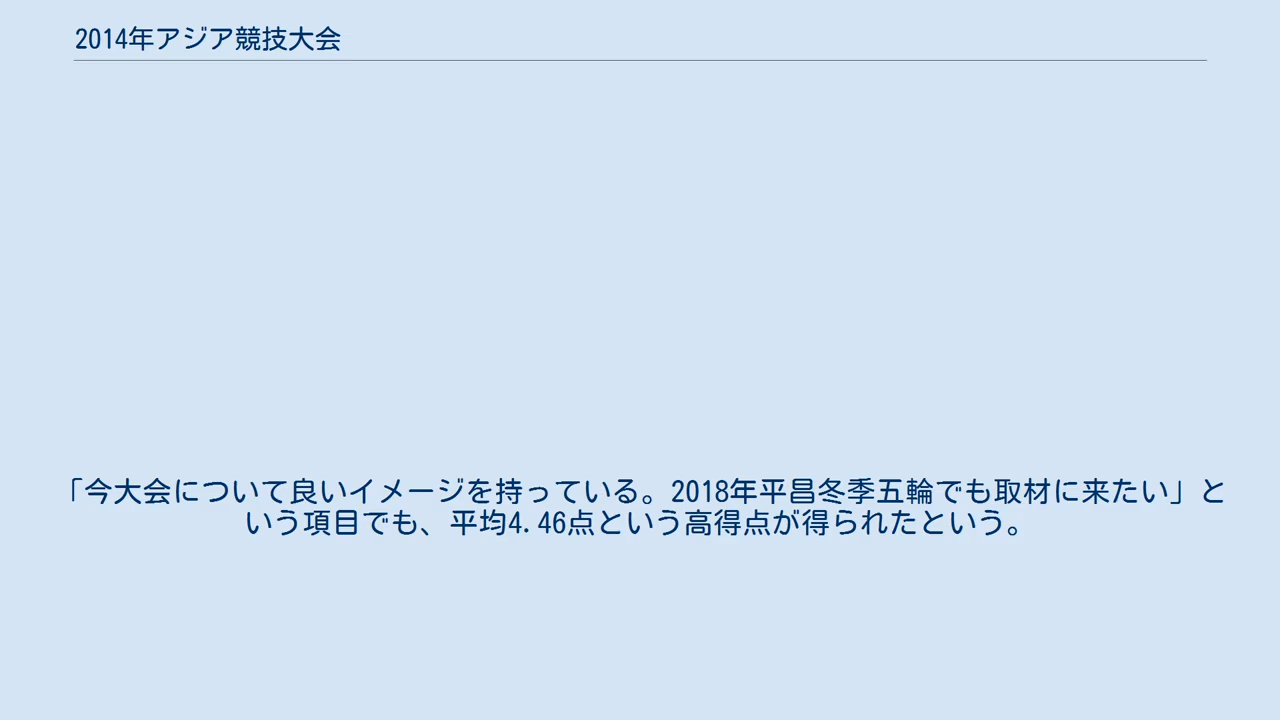 2014年アジア競技大会
「今大会について良いイメージを持っている。2018年平昌冬季五輪でも取材に来たい」と
いう項目でも、平均4.46点という高得点が得られたという。